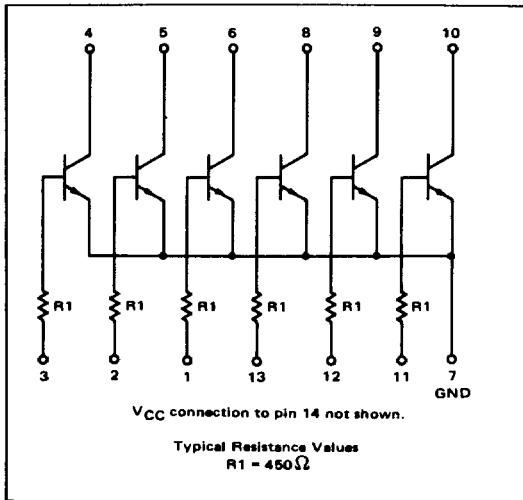 4 5 6 8 9 10
R1 R1 R1 R1 R1 R1
3 2 1 13 12 11 7
GND
VCC connection to pin 14 not shown.
Typical Resistance Values
R1 = 450Ω